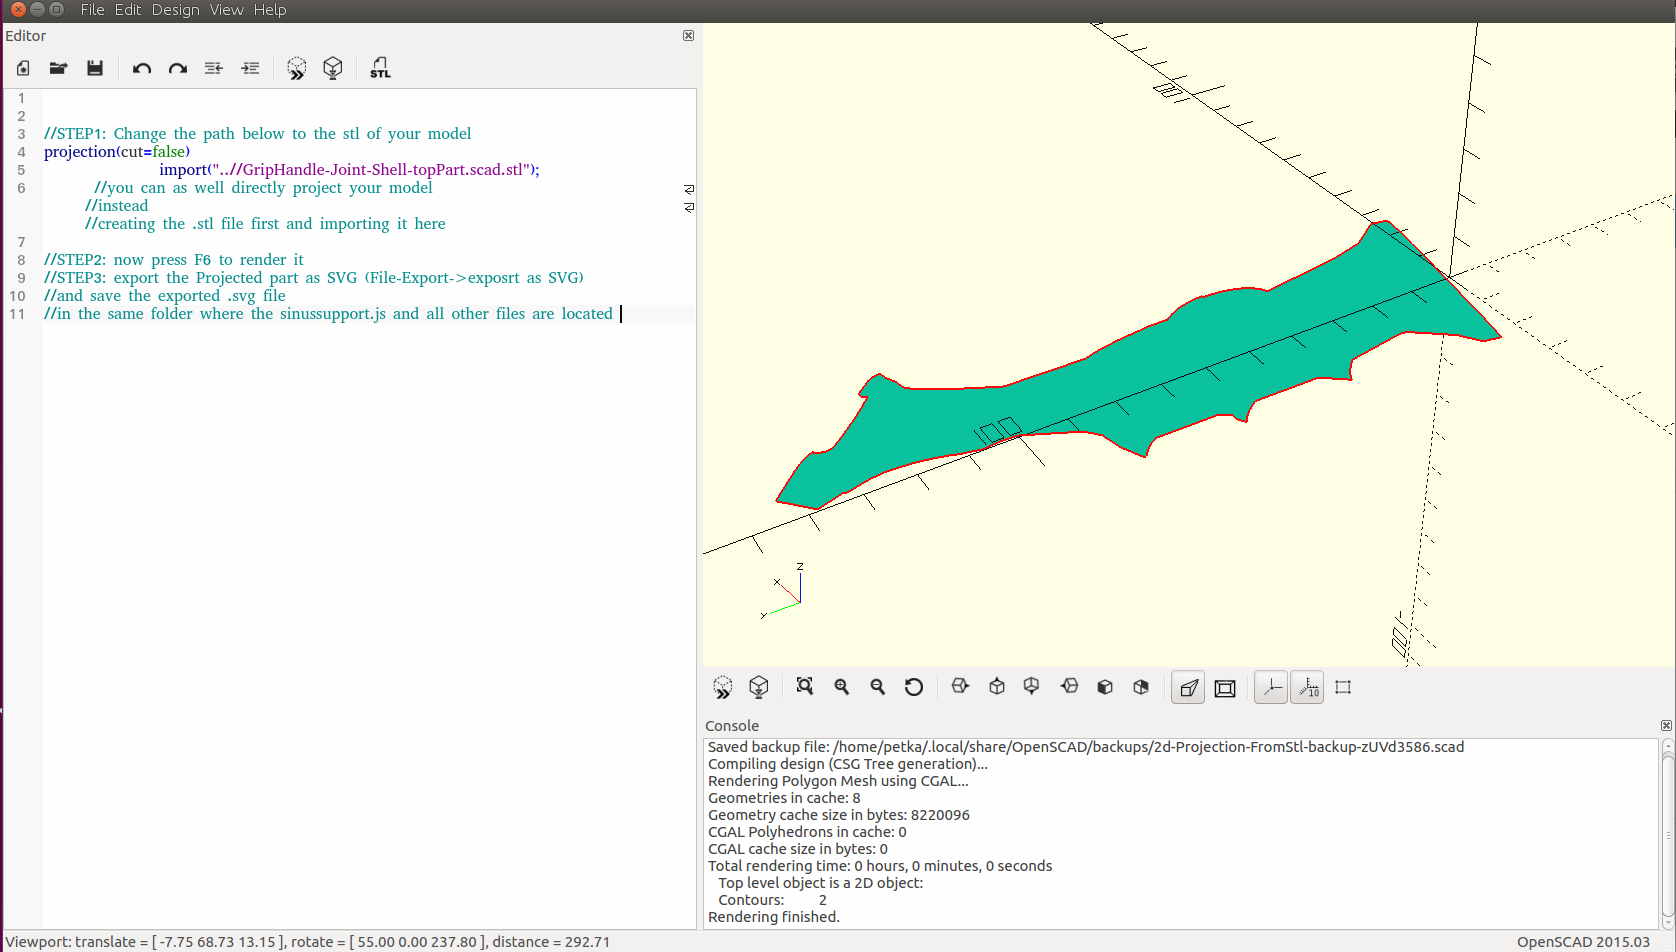 File Edit Design View Help
Editor
STL
1
2
3 //STEP1: Change the path below to the stl of your model
4 projection(cut=false)
5 import("..//GripHandle-Joint-Shell-topPart.scad.stl");
6 //you can as well directly project your model
//instead
//creating the .stl file first and importing it here
7
8 //STEP2: now press F6 to render it
9 //STEP3: export the Projected part as SVG (File-Export->exposrt as SVG)
10 //and save the exported .svg file
11 //in the same folder where the sinussupport.js and all other files are located
Z
X
Y
10
Console
Saved backup file: /home/petka/.local/share/OpenSCAD/backups/2d-Projection-FromStl-backup-zUVd3586.scad
Compiling design (CSG Tree generation)...
Rendering Polygon Mesh using CGAL...
Geometries in cache: 8
Geometry cache size in bytes: 8220096
CGAL Polyhedrons in cache: 0
CGAL cache size in bytes: 0
Total rendering time: 0 hours, 0 minutes, 0 seconds
Top level object is a 2D object:
Contours: 2
Rendering finished.
Viewport: translate = [ -7.75 68.73 13.15 ], rotate = [ 55.00 0.00 237.80 ], distance = 292.71
OpenSCAD 2015.03